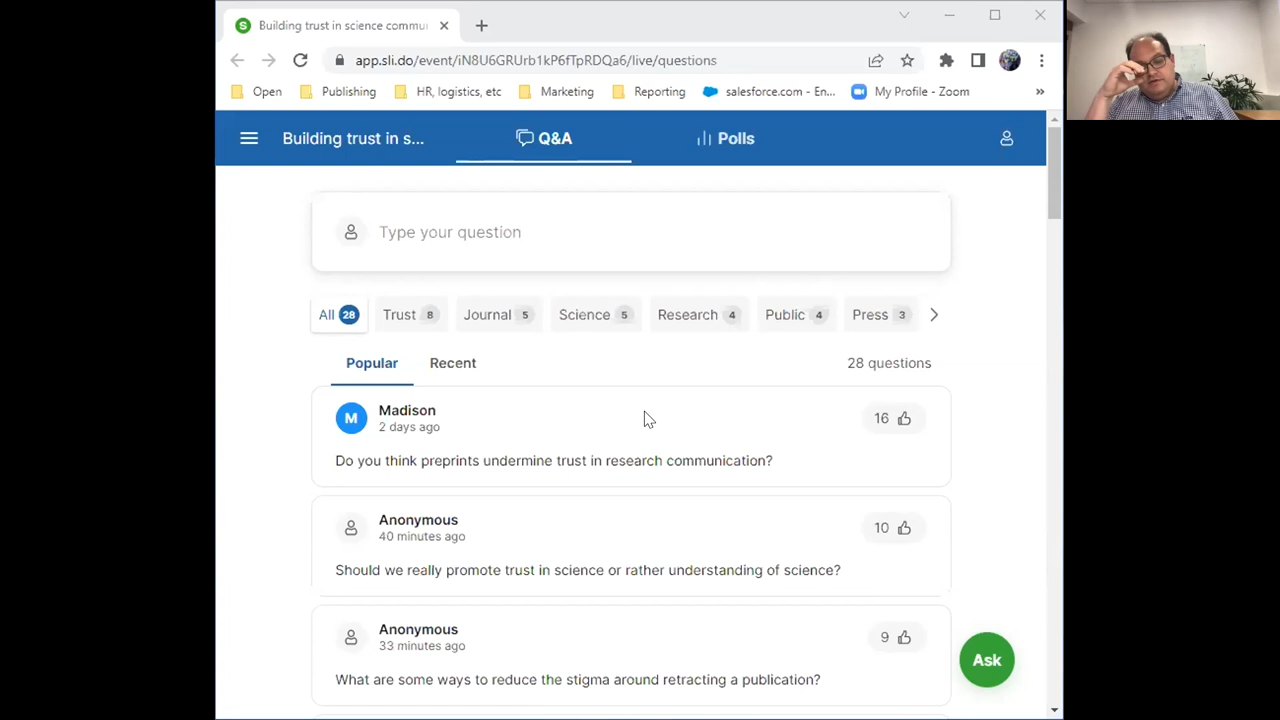 S Building trust in science commu
app.sli.do/event/iN8U6GRUrb1kP6fTpRDQa6/live/questions
Open Publishing HR, logistics, etc Marketing Reporting salesforce.com - En... My Profile - Zoom »
Building trust in s... Q&A Polls
Type your question
All 28 Trust 8 Journal 5 Science 5 Research 4 Public 4 Press 3
Popular Recent 28 questions
M Madison 16
2 days ago
Do you think preprints undermine trust in research communication?
Anonymous 10
40 minutes ago
Should we really promote trust in science or rather understanding of science?
Anonymous 9
33 minutes ago
What are some ways to reduce the stigma around retracting a publication?
Ask